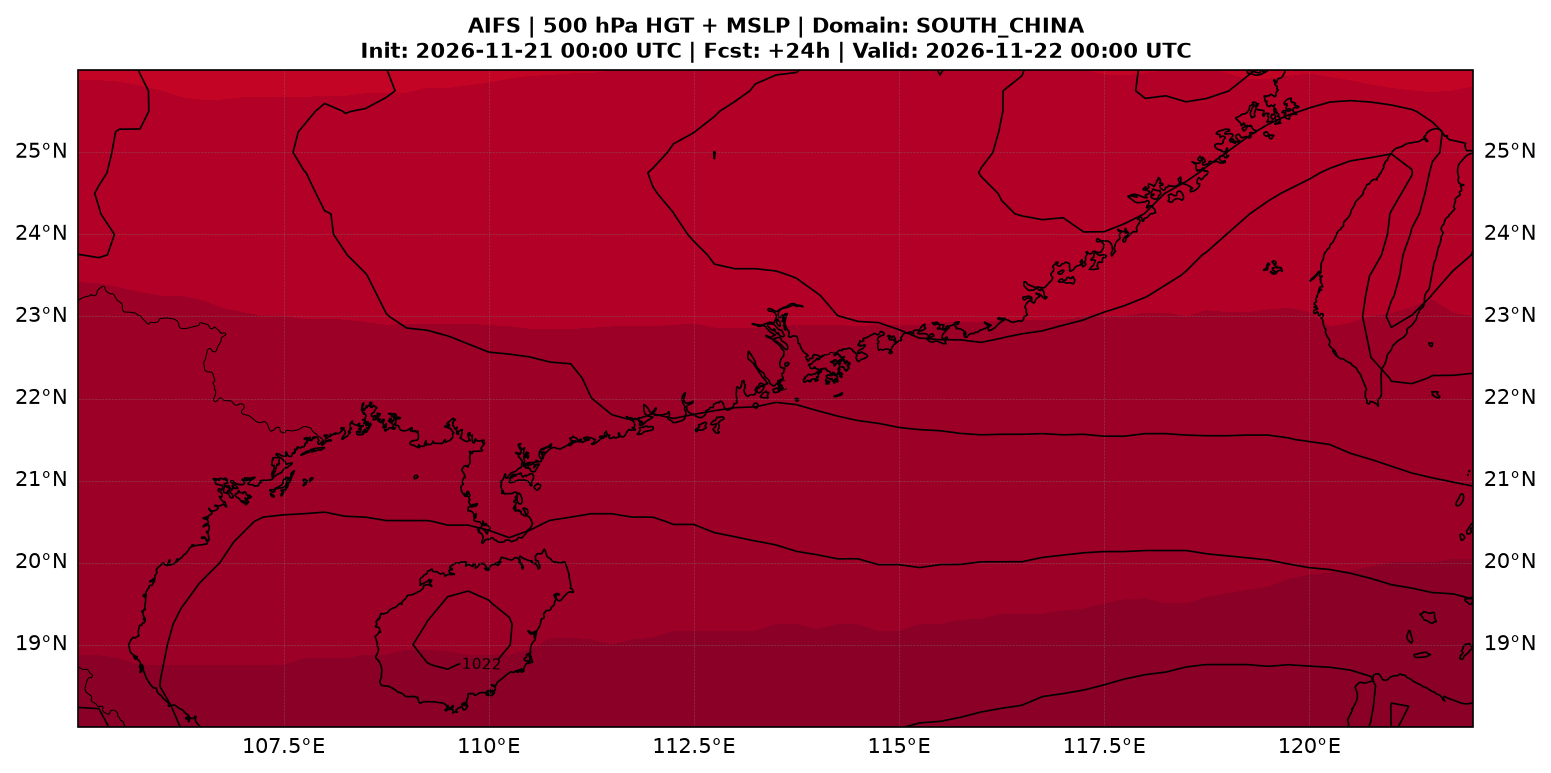 AIFS | 500 hPa HGT + MSLP | Domain: SOUTH_CHINA
Init: 2026-11-21 00:00 UTC | Fcst: +24h | Valid: 2026-11-22 00:00 UTC
25°N 25°N
24°N 24°N
23°N 23°N
22°N 22°N
21°N 21°N
20°N 20°N
19°N 19°N
1022
107.5°E 110°E 112.5°E 115°E 117.5°E 120°E